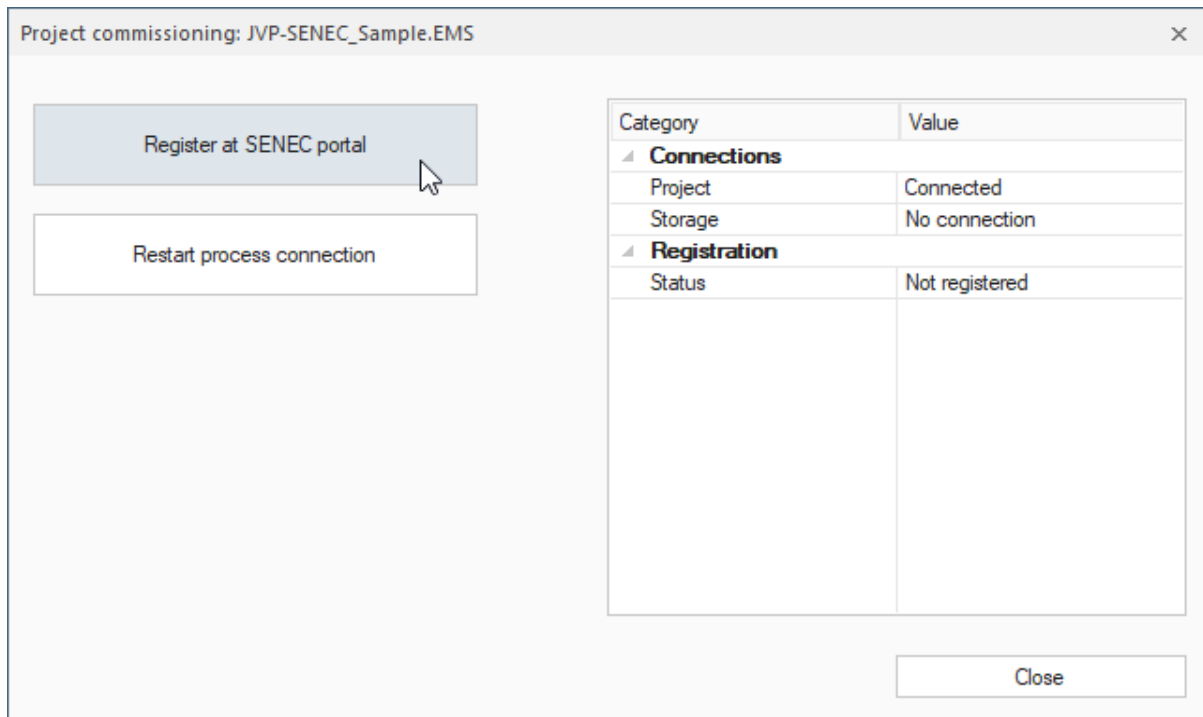 Project commissioning: JVP-SENEC_Sample.EMS
Register at SENEC portal
Restart process connection
Category Value
Connections
Project Connected
Storage No connection
Registration
Status Not registered
Close